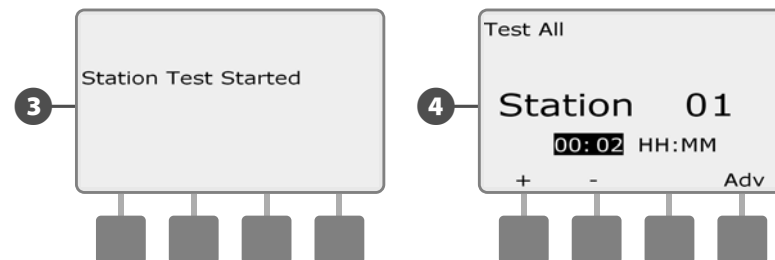 3
Station Test Started
4
Test All
Station 01
00:02 HH:MM
+ - Adv